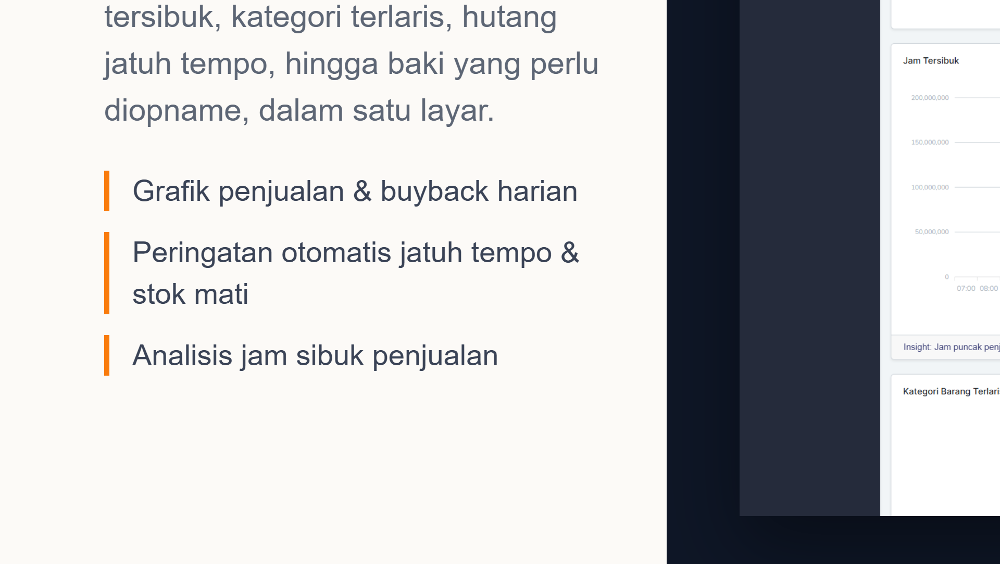 tersibuk, kategori terlaris, hutang
jatuh tempo, hingga baki yang perlu
diopname, dalam satu layar.
Grafik penjualan & buyback harian
Peringatan otomatis jatuh tempo &
stok mati
Analisis jam sibuk penjualan
Jam Tersibuk
200,000,000
150,000,000
100,000,000
50,000,000
0
07:00 08:00
Insight: Jam puncak
Kategori Barang